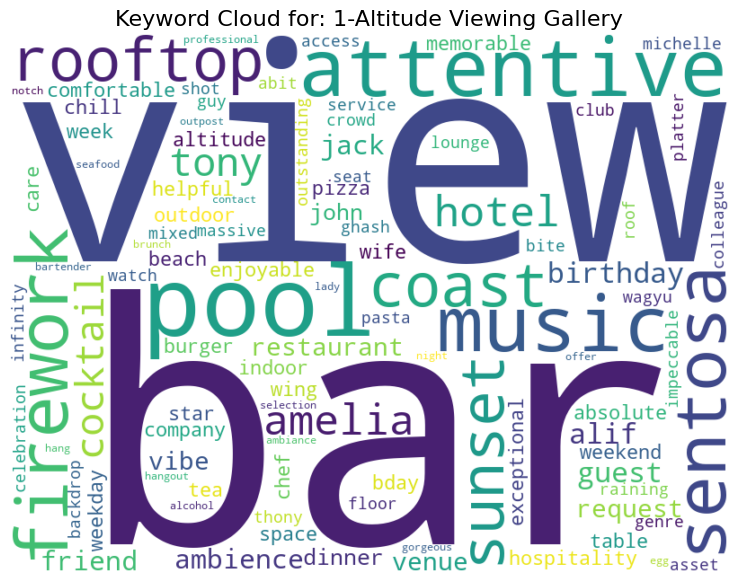 Keyword Cloud for: 1-Altitude Viewing Gallery
professional
access
memorable
michelle
rooftop
attentive
notch
comfortable
shot
abit
chill
guy
service
club
platter
week
outpost
crowd
altitude
outstanding
jack
lounge
view
seafood
tony
seat
care
helpful
contact
pizza
hotel
outdoor
john
roof
colleague
mixed
massive
ghash
brunch
beach
wife
bite
bartender
watch
enjoyable
lady
coast
birthday
sentosa
firework
infinity
cocktail
pool
pasta
wagyu
music
burger
restaurant
night
offer
impeccable
indoor
wing
sunset
bar
celebration
star
selection
amelia
absolute
company
ambiance
exceptional
alif
hang
vibe
weekend
hangout
chef
bday
guest
backdrop
weekday
tea
raining
alcohol
floor
request
genre
thony
space
table
friend
ambience
dinner
gorgeous
venue
hospitality
egg
asset